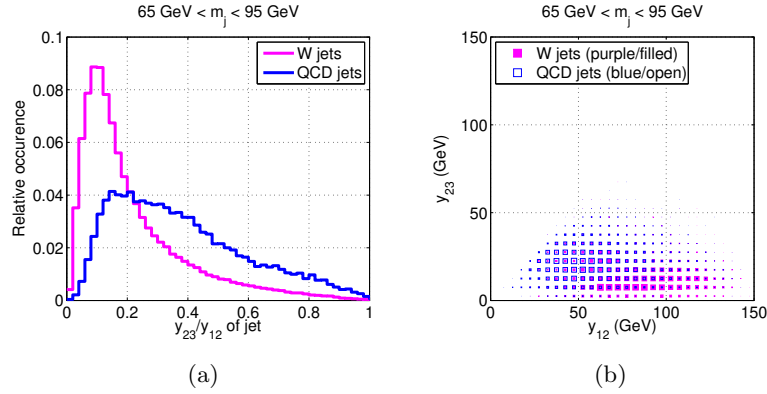 65 GeV < m_j < 95 GeV
W jets
QCD jets
Relative occurence
0.1
0.08
0.06
0.04
0.02
0
0 0.2 0.4 0.6 0.8 1
y_23/y_12 of jet
(a)
65 GeV < m_j < 95 GeV
W jets (purple/filled)
QCD jets (blue/open)
y_23 (GeV)
150
100
50
0
0 50 100 150
y_12 (GeV)
(b)